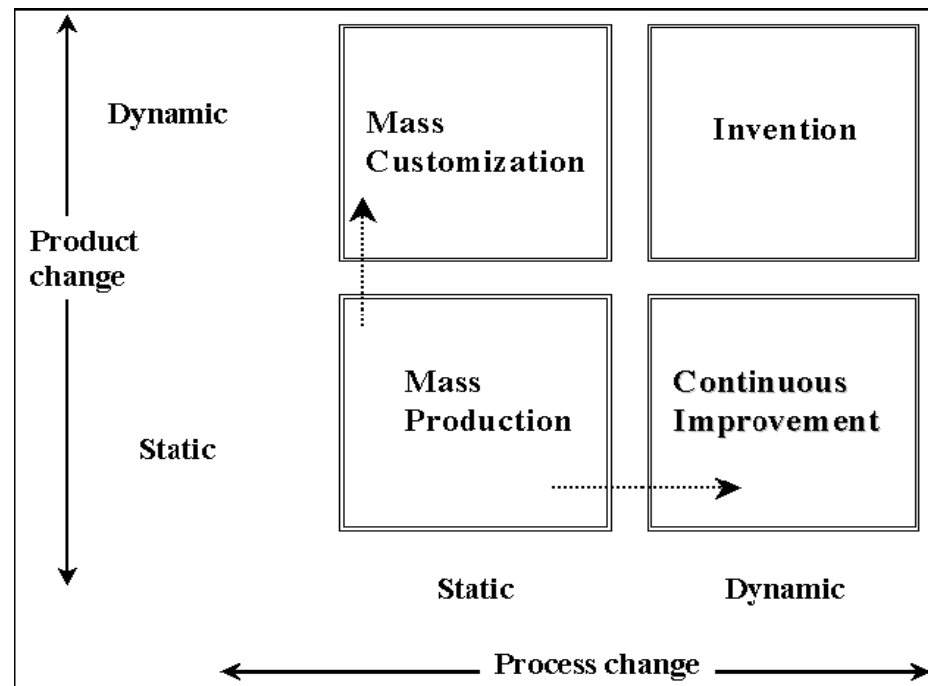 Dynamic
Mass
Customization
Invention
Product
change
Mass
Production
Continuous
Improvement
Static
Static
Dynamic
Process change